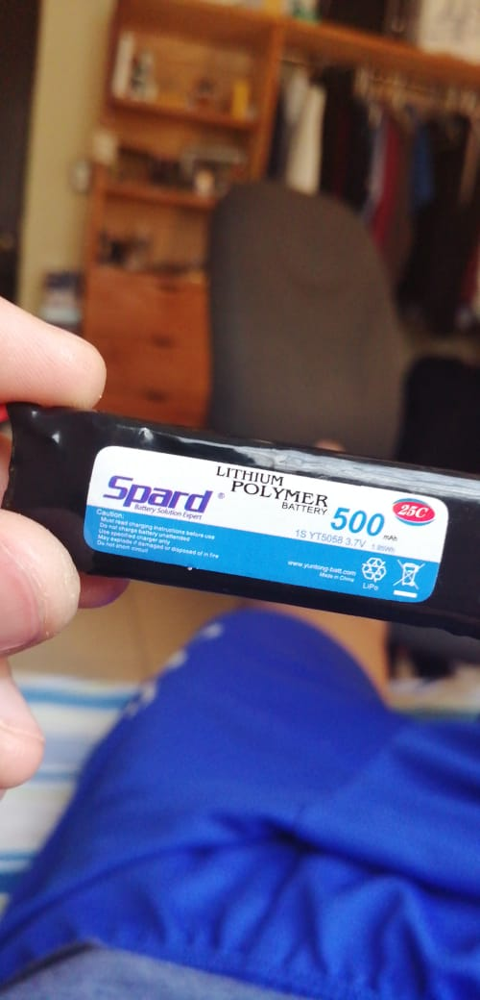 Spard®
Battery Solution Expert
LITHIUM
POLYMER
BATTERY
500 mAh
25C
1S YT5058 3.7V 1.85Wh
Caution:
Must read charging instructions before use
Do not charge battery unattended
Use specified charger only
May explode if damaged or disposed of in fire
Do not short circuit
www.yuntong-batt.com
Made in China
LiPo